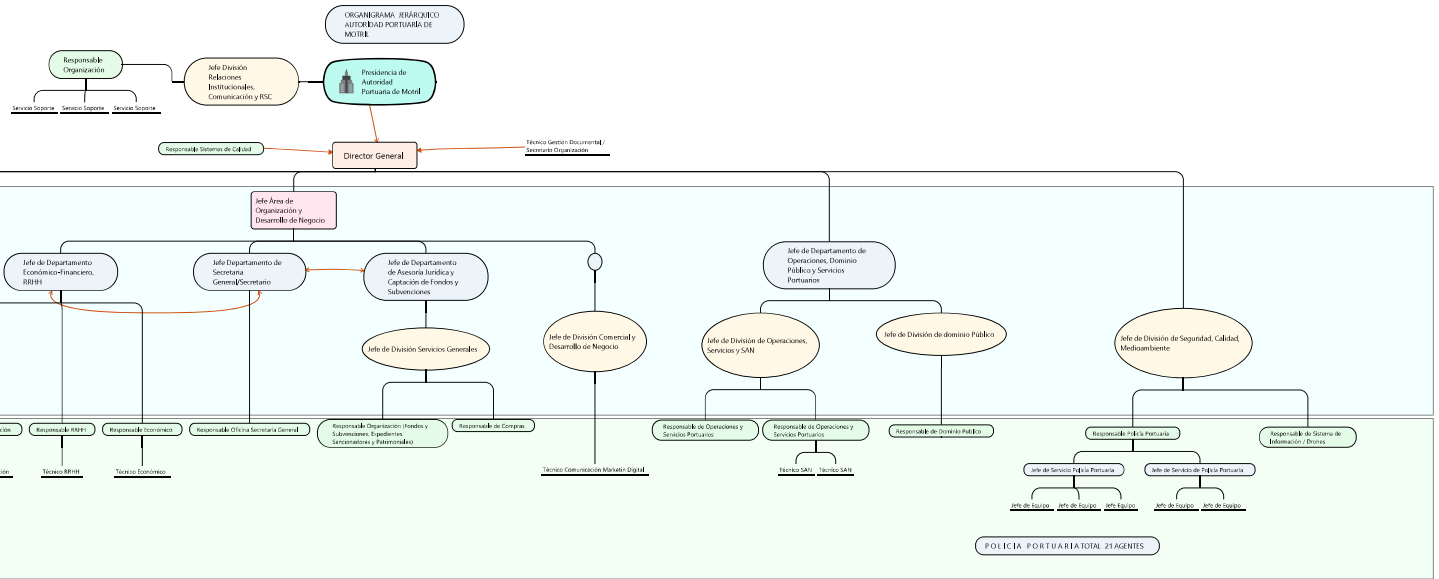 ORGANIGRAMA JERÁRQUICO
AUTORIDAD PORTUARIA DE
MOTRIL
Responsable
Organización
Jefe División
Relaciones
Institucionales,
Comunicación y RSC
Presidencia de
Autoridad
Portuaria de Motril
Servicio Soporte
Servicio Soporte
Servicio Soporte
Responsable Sistemas de Calidad
Director General
Técnico Gestión Documental /
Secretario Organización
Jefe Área de
Organización y
Desarrollo de Negocio
Jefe de Departamento
Económico-Financiero,
RRHH
Jefe Departamento de
Secretaria
General/Secretario
Jefe de Departamento
de Asesoría Jurídica y
Captación de Fondos y
Subvenciones
Jefe de Departamento de
Operaciones, Dominio
Público y Servicios
Portuarios
Jefe de División Servicios Generales
Jefe de División Comercial y
Desarrollo de Negocio
Jefe de División de Operaciones,
Servicios y SAN
Jefe de División de dominio Público
Jefe de División de Seguridad, Calidad,
Medioambiente
ación
Responsable RRHH
Responsable Económico
Responsable Oficina Secretaría General
Responsable Organización (Fondos y
Subvenciones, Expedientes
Sancionadores y Patrimoniales)
Responsable de Compras
Responsable de Operaciones y
Servicios Portuarios
Responsable de Operaciones y
Servicios Portuarios
Responsable de Dominio Publico
Responsable Policía Portuaria
Responsable de Sistema de
Información / Drones
ción
Técnico RRHH
Técnico Económico
Técnico Comunicación Marketin Digital
Técnico SAN
Técnico SAN
Jefe de Servicio Policía Portuaria
Jefe de Servicio de Policía Portuaria
Jefe de Equipo
Jefe de Equipo
Jefe Equipo
Jefe de Equipo
Jefe de Equipo
POLICIA PORTUARIA TOTAL 21 AGENTES